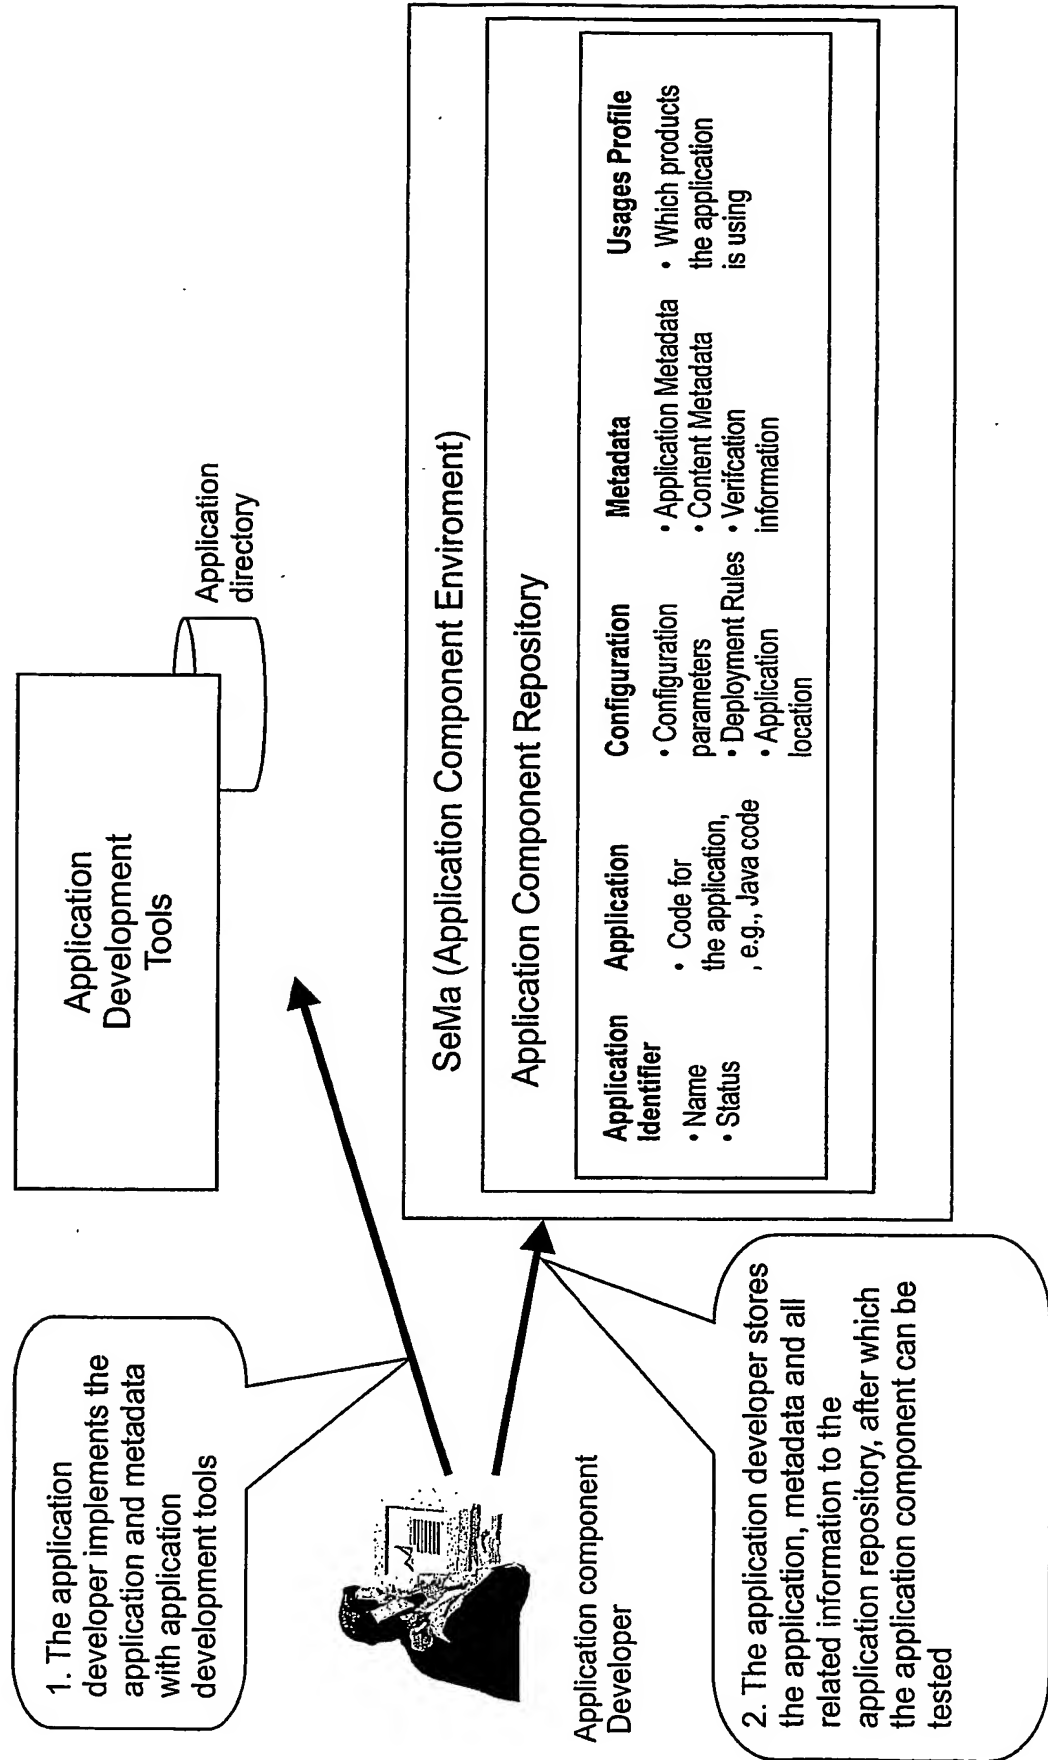 1. The application
developer implements the
application and metadata
with application
development tools
Application
Development
Tools
Application
directory
Application component
Developer
2. The application developer stores
the application, metadata and all
related information to the
application repository, after which
the application component can be
tested
SeMa (Application Component Enviroment)
Application Component Repository
Application
Identifier
• Name
• Status
Application
• Code for
the application,
, e.g., Java code
Configuration
• Configuration
parameters
• Deployment Rules
• Application
location
Metadata
• Application Metadata
• Content Metadata
• Verifcation
information
Usages Profile
• Which products
the application
is using